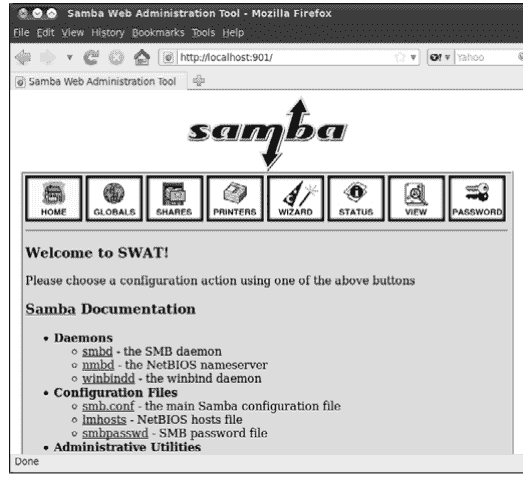 Samba Web Administration Tool - Mozilla Firefox
File Edit View History Bookmarks Tools Help
http://localhost:901/
Yahoo
Samba Web Administration Tool
samba
HOME GLOBALS SHARES PRINTERS WIZARD STATUS VIEW PASSWORD
Welcome to SWAT!
Please choose a configuration action using one of the above buttons
Samba Documentation
• Daemons
◦ smbd - the SMB daemon
◦ nmbd - the NetBIOS nameserver
◦ winbindd - the winbind daemon
• Configuration Files
◦ smb.conf - the main Samba configuration file
◦ lmhosts - NetBIOS hosts file
◦ smbpasswd - SMB password file
• Administrative Utilities
Done